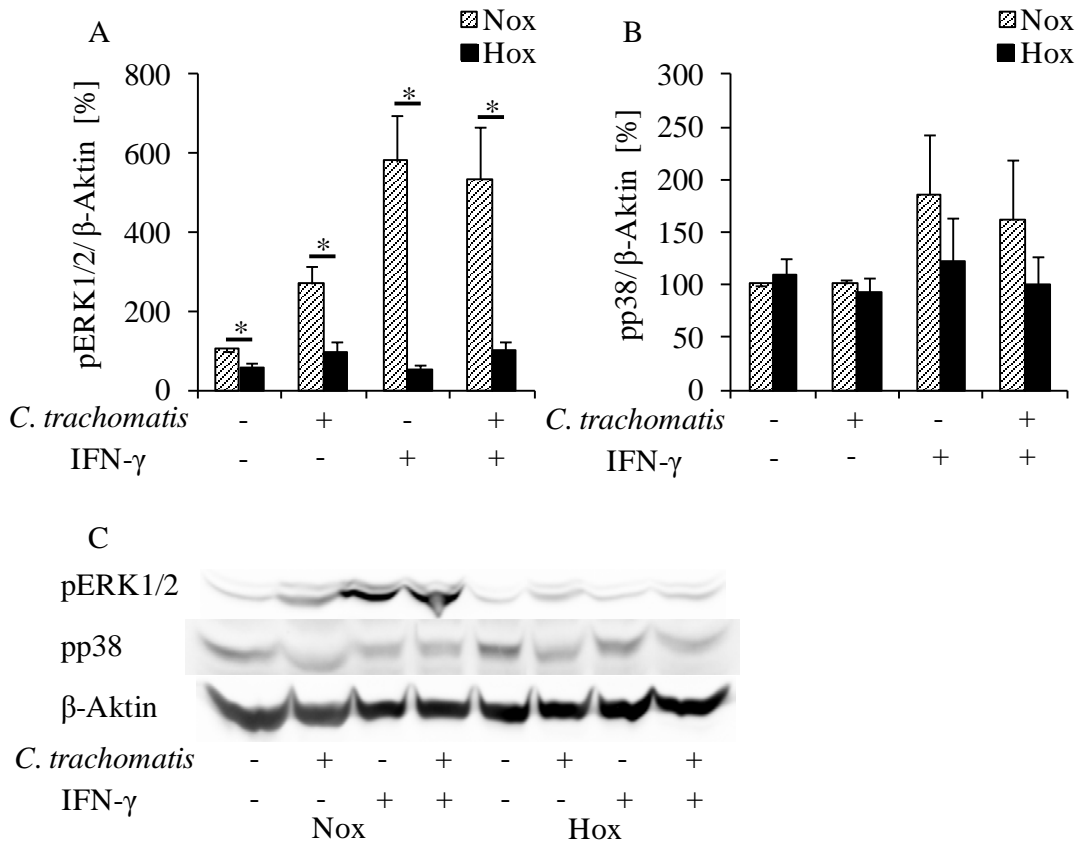 A
Nox
Hox
pERK1/2/β-Aktin [%]
800
600
400
200
0
* * * *
C. trachomatis - + - +
IFN-γ - - + +
B
Nox
Hox
pp38/β-Aktin [%]
300
250
200
150
100
50
0
- + - +
IFN-γ - - + +
C
pERK1/2
pp38
β-Aktin
C. trachomatis - + - + - + - +
IFN-γ - - + + - - + +
Nox Hox